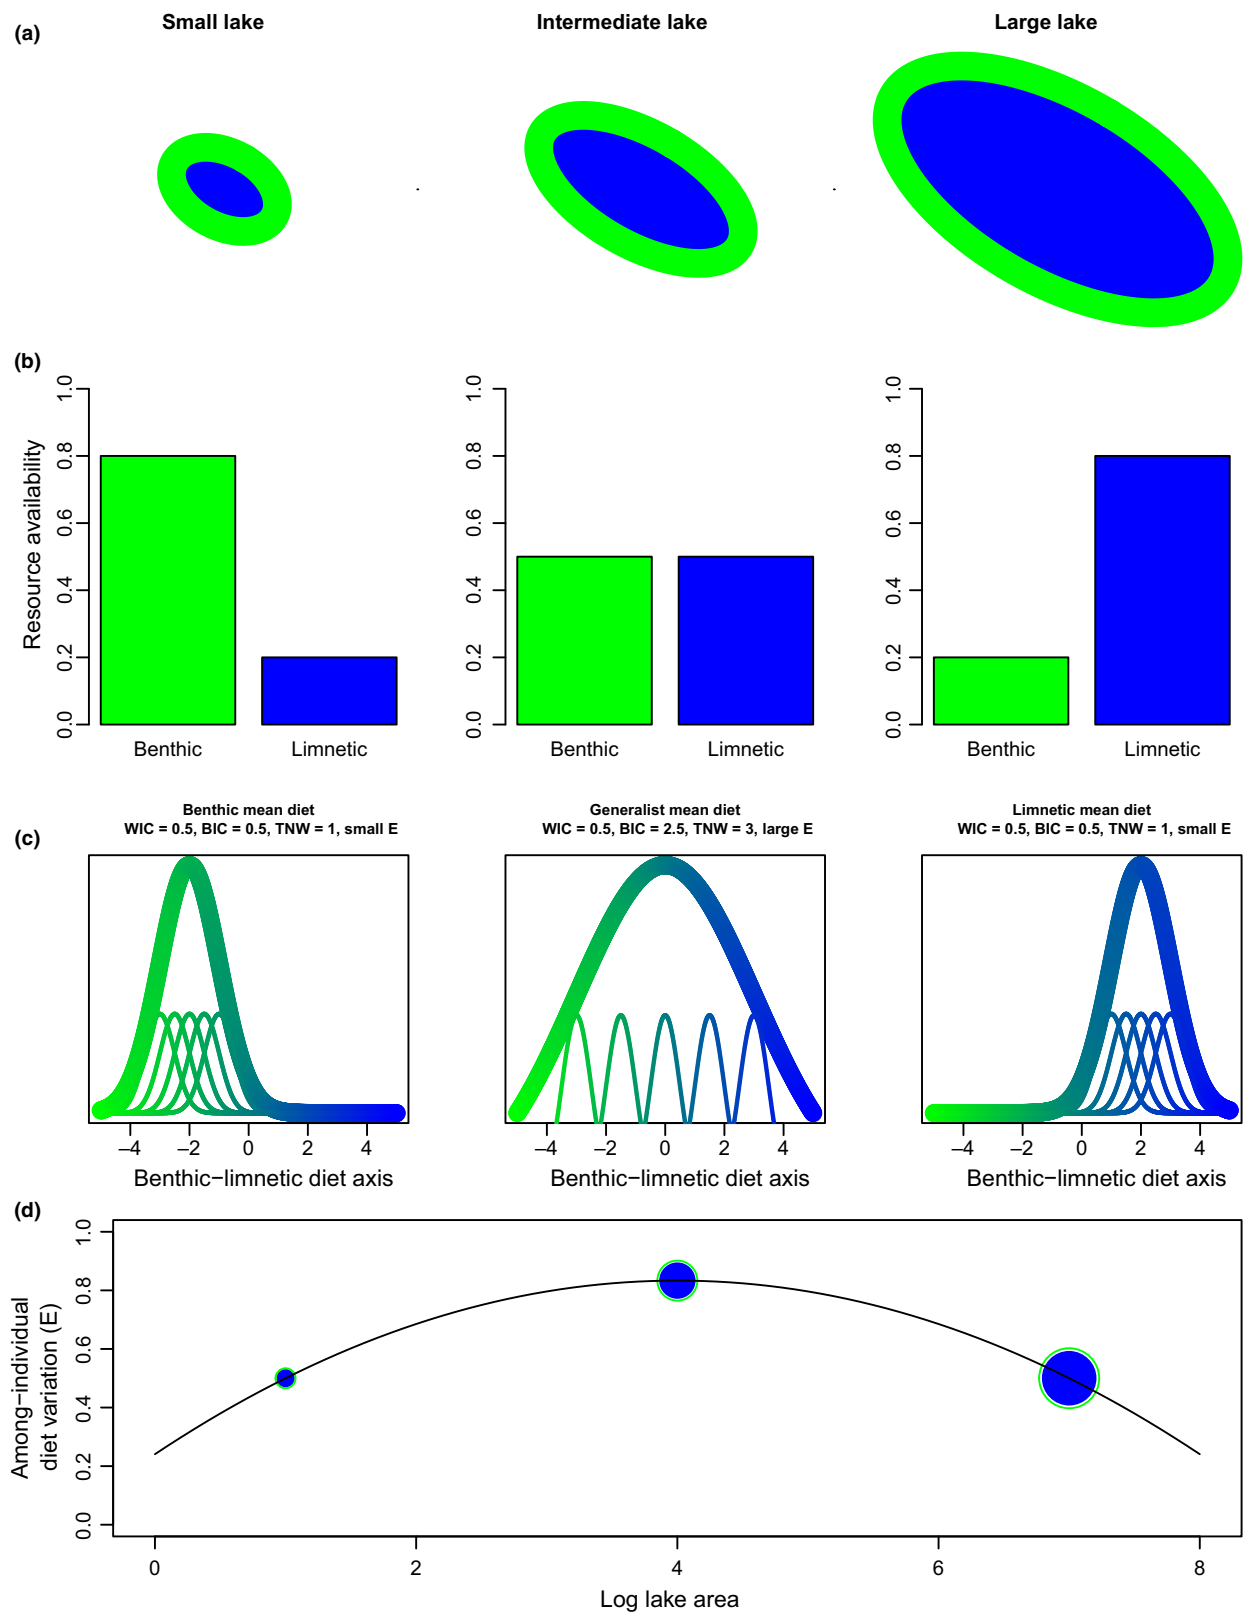 (a)
Small lake
Intermediate lake
Large lake
(b)
Resource availability
0.0 0.2 0.4 0.6 0.8 1.0
Benthic Limnetic
0.0 0.2 0.4 0.6 0.8 1.0
Benthic Limnetic
0.0 0.2 0.4 0.6 0.8 1.0
Benthic Limnetic
(c)
Benthic mean diet
WIC = 0.5, BIC = 0.5, TNW = 1, small E
−4 −2 0 2 4
Benthic−limnetic diet axis
Generalist mean diet
WIC = 0.5, BIC = 2.5, TNW = 3, large E
−4 −2 0 2 4
Benthic−limnetic diet axis
Limnetic mean diet
WIC = 0.5, BIC = 0.5, TNW = 1, small E
−4 −2 0 2 4
Benthic−limnetic diet axis
(d)
Among−individual
diet variation (E)
0.0 0.2 0.4 0.6 0.8 1.0
0 2 4 6 8
Log lake area